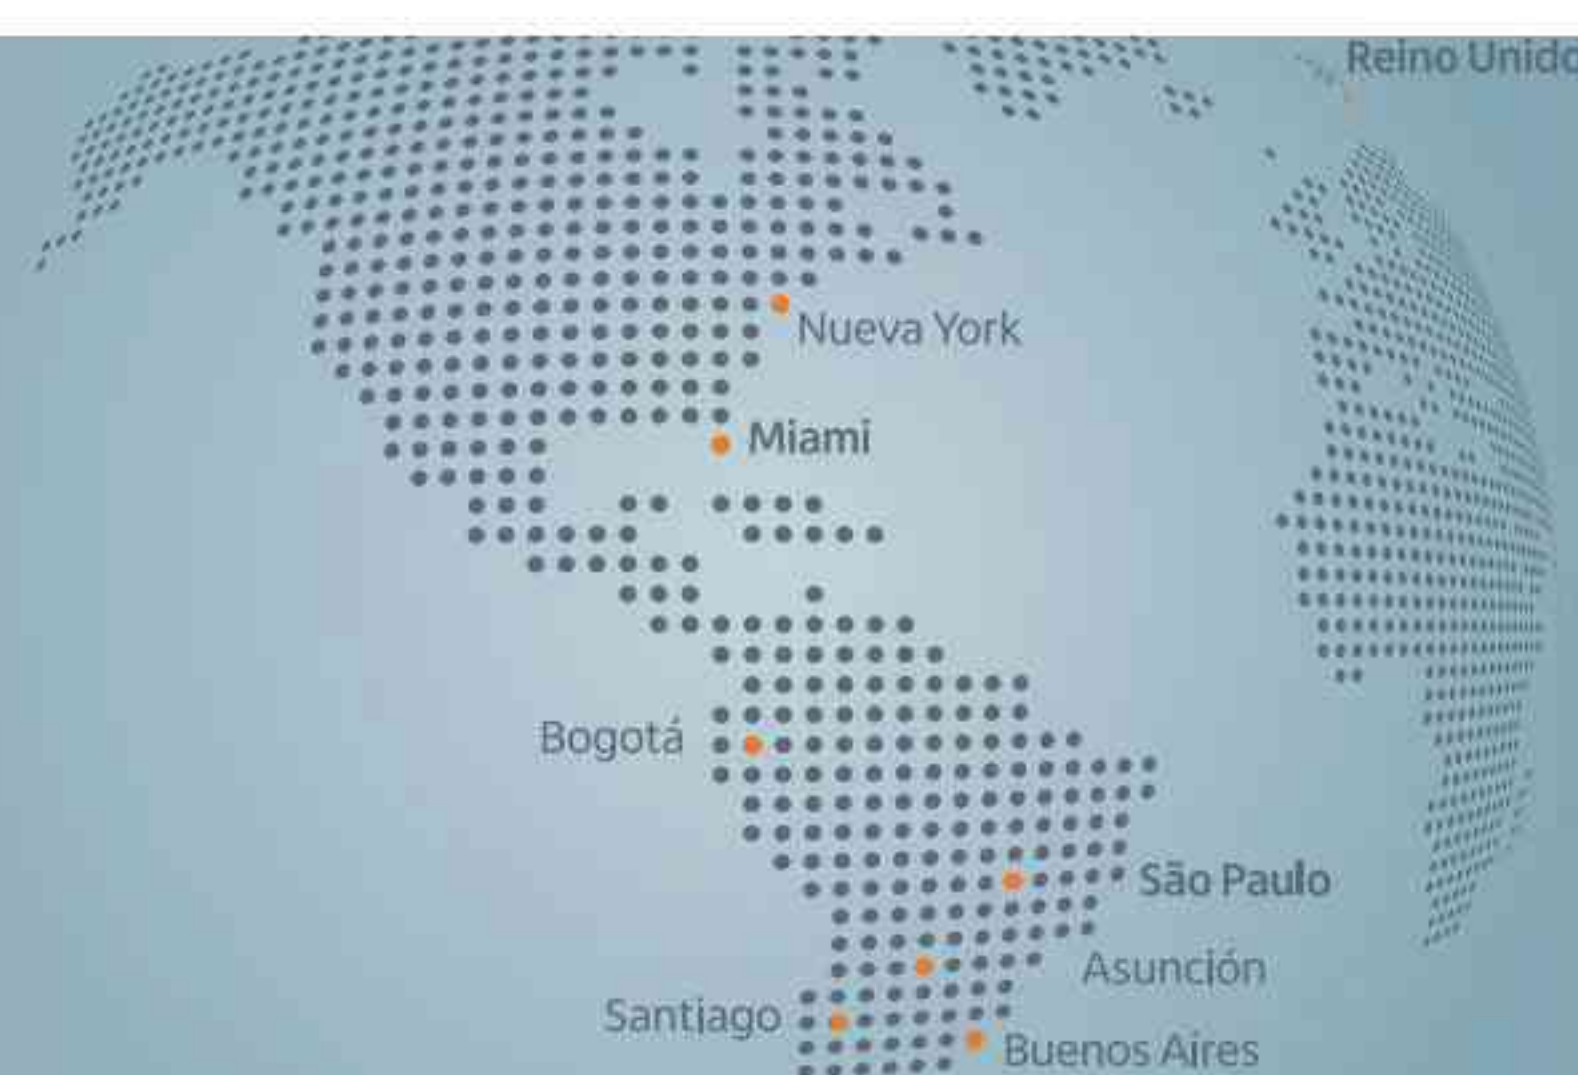 Reino Unido
Nueva York
Miami
Bogotá
São Paulo
Asunción
Santiago
Buenos Aires